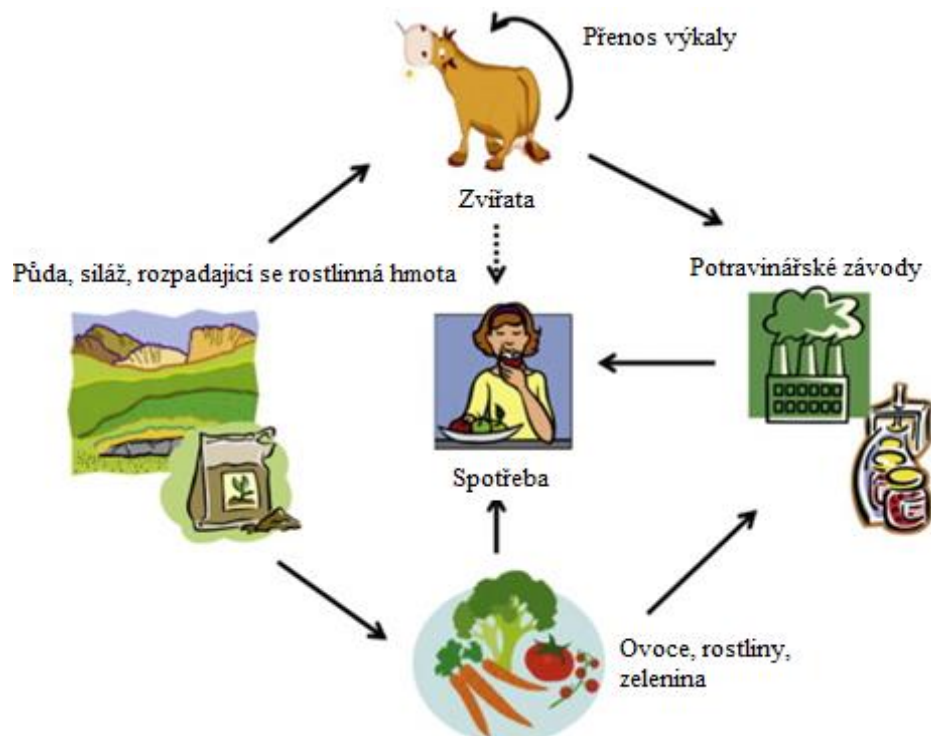 Přenos výkaly
Zvířata
Půda, siláž, rozpadající se rostlinná hmota
Potravinářské závody
Spotřeba
Ovoce, rostliny,
zelenina